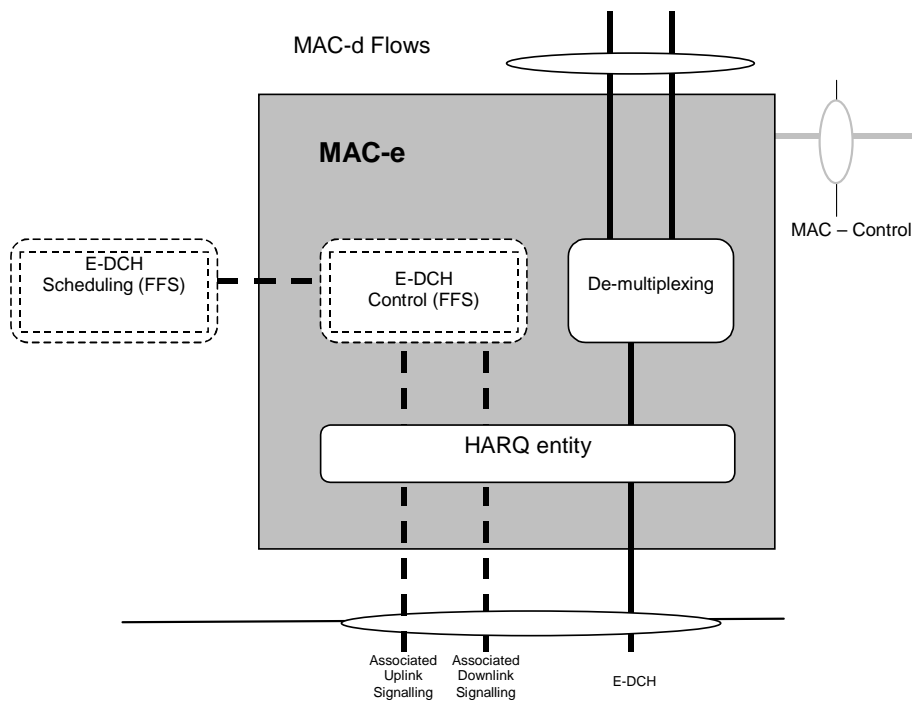 MAC-d Flows
MAC-e
MAC – Control
E-DCH
Scheduling (FFS)
E-DCH
Control (FFS)
De-multiplexing
HARQ entity
Associated
Uplink
Signalling
Associated
Downlink
Signalling
E-DCH